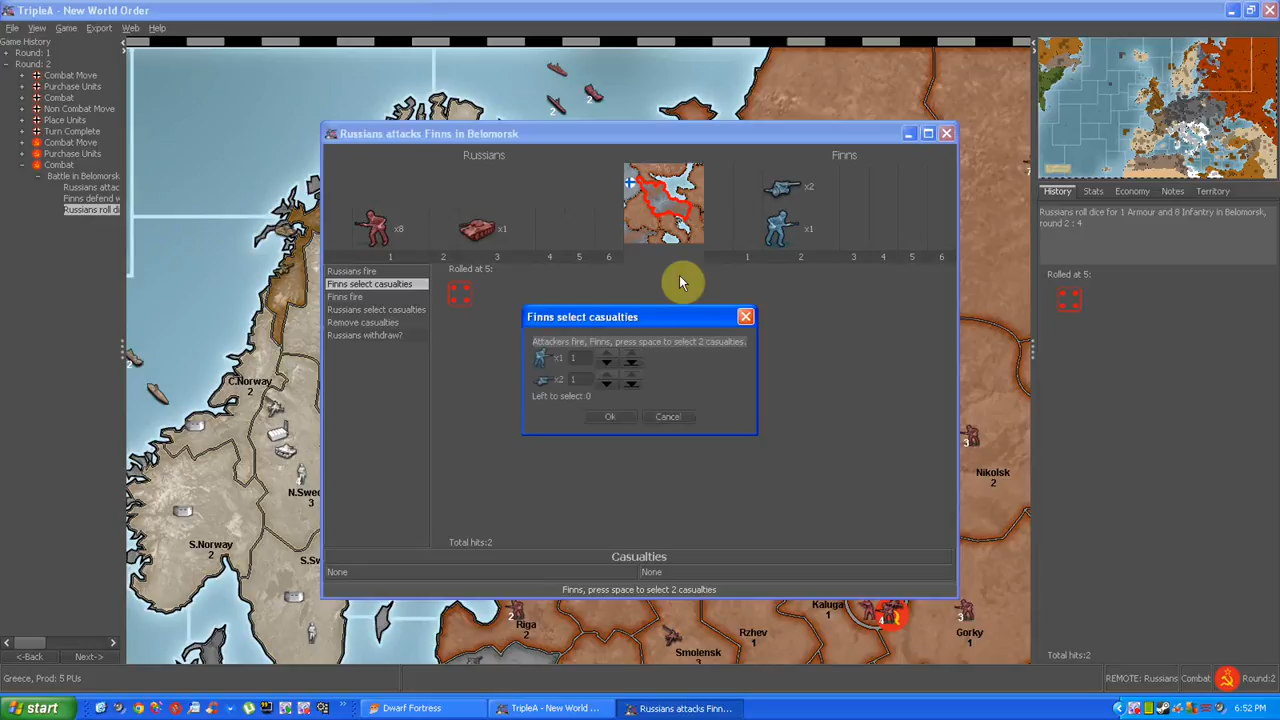 TripleA - New World Order
File View Game Export Web Help
Game History
+ Round: 1
- Round: 2
+ Combat Move
+ Purchase Units
+ Combat
+ Non Combat Move
+ Place Units
+ Turn Complete
+ Combat Move
+ Purchase Units
- Combat
- Battle in Belomorsk
Russians attac
Finns defend w
Russians roll di
<-Back Next->
2
2
C.Norway
2
N.Swe
3
S.Norway
2
S.Sw
4
Russians attacks Finns in Belomorsk
Russians Finns
x8 x1 x2
x1
1 2 3 4 5 6 1 2 3 4 5 6
Russians fire
Finns select casualties
Finns fire
Russians select casualties
Remove casualties
Russians withdraw?
Rolled at 5:
Finns select casualties
Attackers fire, Finns, press space to select 2 casualties.
x1 1
x2 1
Left to select:0
Ok Cancel
Total hits:2
Casualties
None None
Finns, press space to select 2 casualties
3
Nikolsk
2
2
Riga
2
Smolensk
3
Rzhev
1
Kaluga
1
4
3
Gorky
1
History Stats Economy Notes Territory
Russians roll dice for 1 Armour and 8 Infantry in Belomorsk,
round 2 : 4
Rolled at 5:
Total hits:2
Greece, Prod: 5 PUs
REMOTE: Russians Combat Round:2
start Dwarf Fortress TripleA - New World ... Russians attacks Finn... 6:52 PM